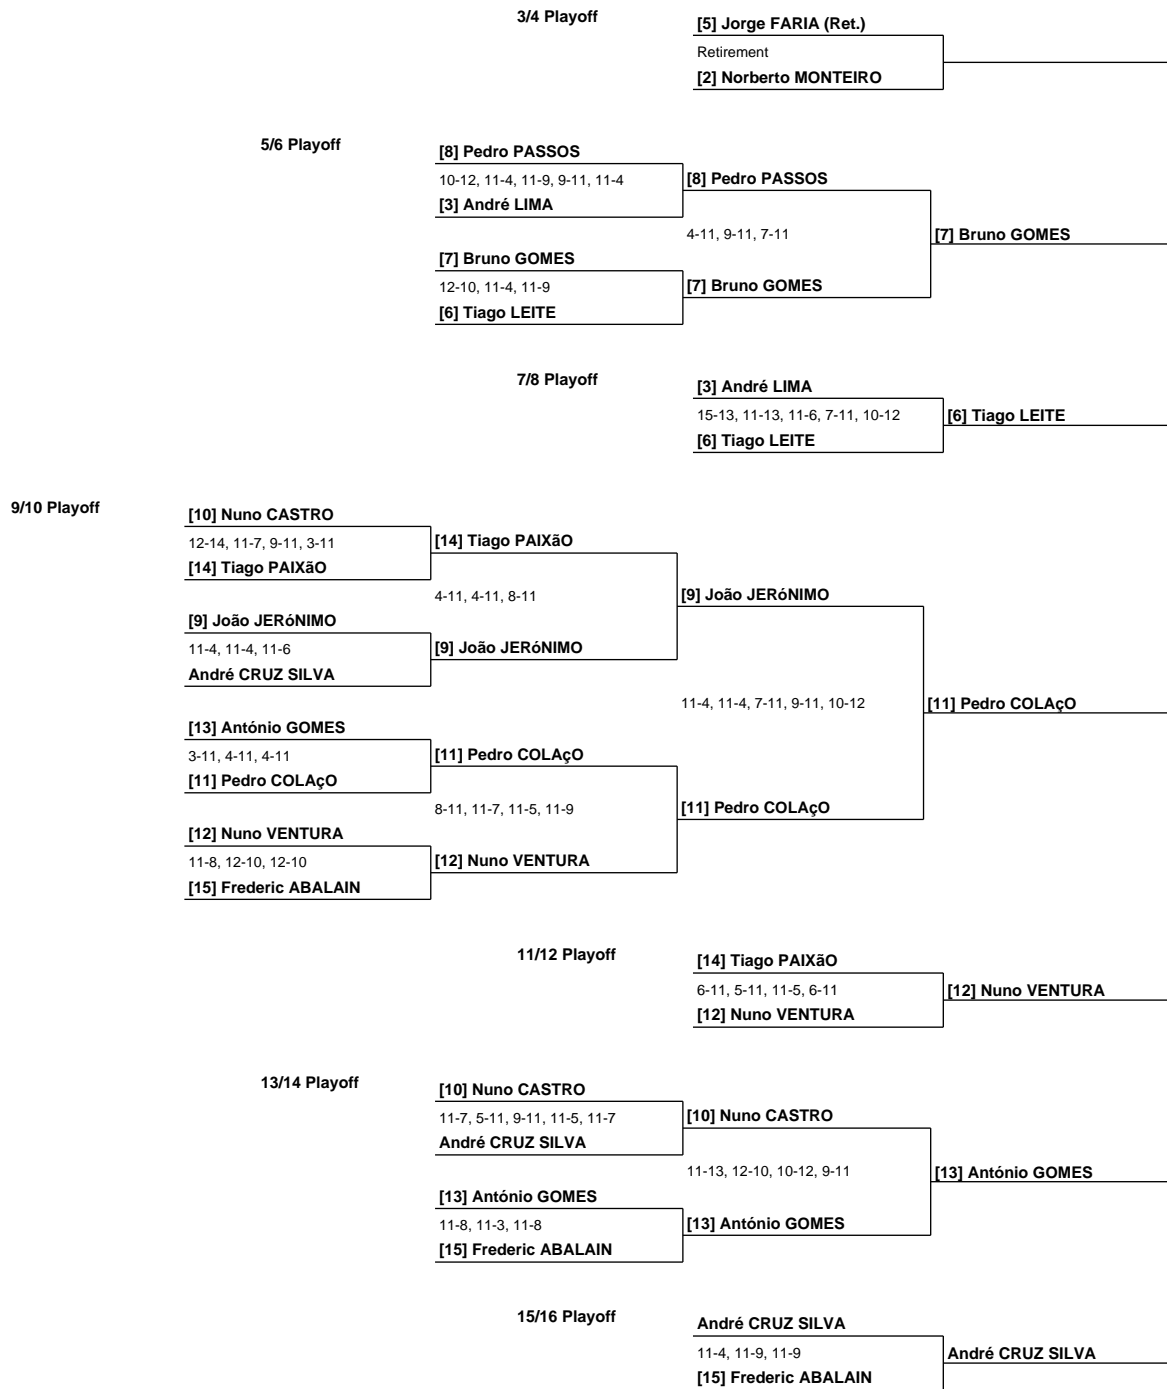 3/4 Playoff
[5] Jorge FARIA (Ret.)
Retirement
[2] Norberto MONTEIRO
5/6 Playoff
[8] Pedro PASSOS
10-12, 11-4, 11-9, 9-11, 11-4
[8] Pedro PASSOS
[3] André LIMA
4-11, 9-11, 7-11
[7] Bruno GOMES
[7] Bruno GOMES
12-10, 11-4, 11-9
[7] Bruno GOMES
[6] Tiago LEITE
7/8 Playoff
[3] André LIMA
15-13, 11-13, 11-6, 7-11, 10-12
[6] Tiago LEITE
[6] Tiago LEITE
9/10 Playoff
[10] Nuno CASTRO
12-14, 11-7, 9-11, 3-11
[14] Tiago PAIXãO
[14] Tiago PAIXãO
4-11, 4-11, 8-11
[9] João JERóNIMO
[9] João JERóNIMO
11-4, 11-4, 11-6
[9] João JERóNIMO
André CRUZ SILVA
11-4, 11-4, 7-11, 9-11, 10-12
[11] Pedro COLAçO
[13] António GOMES
3-11, 4-11, 4-11
[11] Pedro COLAçO
[11] Pedro COLAçO
8-11, 11-7, 11-5, 11-9
[11] Pedro COLAçO
[12] Nuno VENTURA
11-8, 12-10, 12-10
[12] Nuno VENTURA
[15] Frederic ABALAIN
11/12 Playoff
[14] Tiago PAIXãO
6-11, 5-11, 11-5, 6-11
[12] Nuno VENTURA
[12] Nuno VENTURA
13/14 Playoff
[10] Nuno CASTRO
11-7, 5-11, 9-11, 11-5, 11-7
[10] Nuno CASTRO
André CRUZ SILVA
11-13, 12-10, 10-12, 9-11
[13] António GOMES
[13] António GOMES
11-8, 11-3, 11-8
[13] António GOMES
[15] Frederic ABALAIN
15/16 Playoff
André CRUZ SILVA
11-4, 11-9, 11-9
André CRUZ SILVA
[15] Frederic ABALAIN